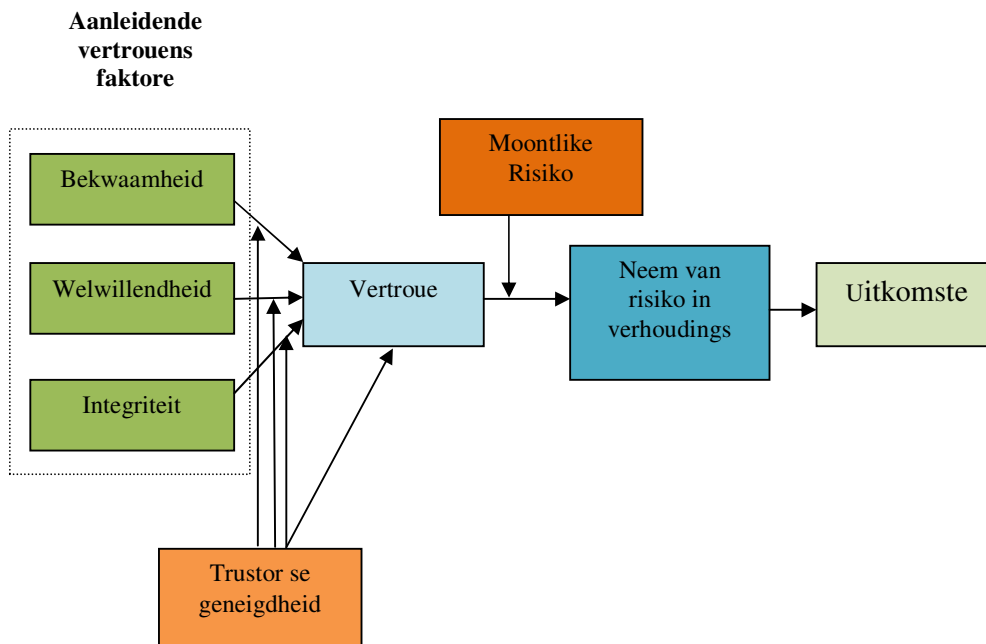 Aanleidende
vertrouens
faktore
Moontlike
Risiko
Bekwaamheid
Welwillendheid
Vertroue
Neem van
risiko in
verhoudings
Uitkomste
Integriteit
Trustor se
geneigdheid